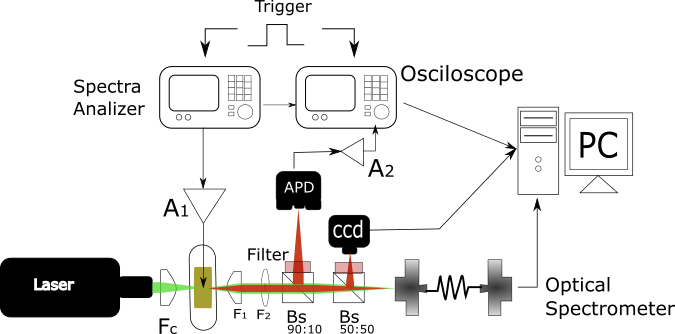 Trigger
Spectra
Analizer
Osciloscope
PC
A1
A2
APD
ccd
Filter
Laser
Fc
F1
F2
Bs
90:10
Bs
50:50
Optical
Spectrometer